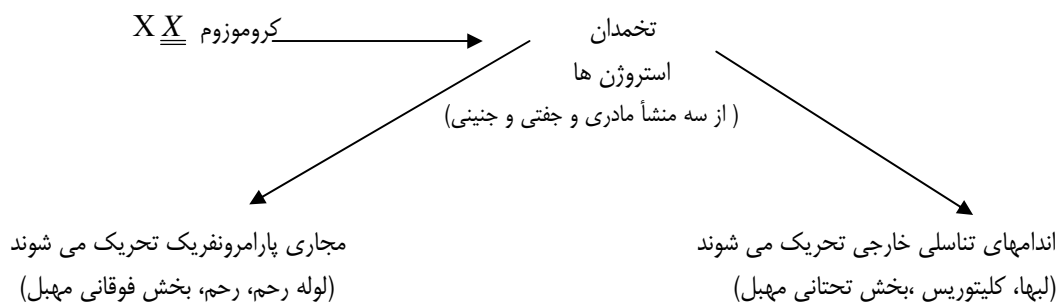 کروموزوم X X
تخمدان
استروژن ها
( از سه منشأ مادری و جفتی و جنینی)
اندامهای تناسلی خارجی تحریک می شوند
(لبها، کلیتوریس ،بخش تحتانی مهبل)
مجاری پارامرونفریک تحریک می شوند
(لوله رحم، رحم، بخش فوقانی مهبل)